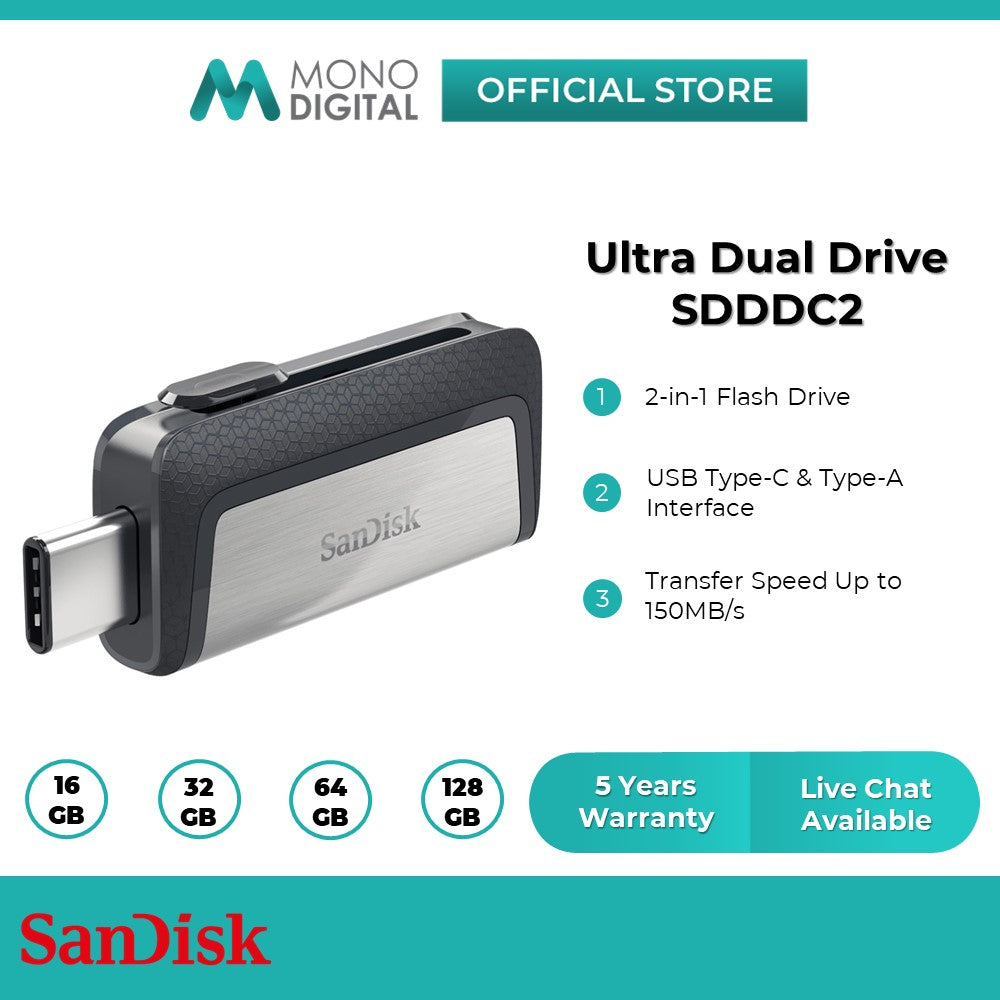 MONO
DIGITAL
OFFICIAL STORE
Ultra Dual Drive
SDDDC2
1 2-in-1 Flash Drive
2 USB Type-C & Type-A
Interface
3 Transfer Speed Up to
150MB/s
SanDisk
16
GB
32
GB
64
GB
128
GB
5 Years
Warranty
Live Chat
Available
SanDisk